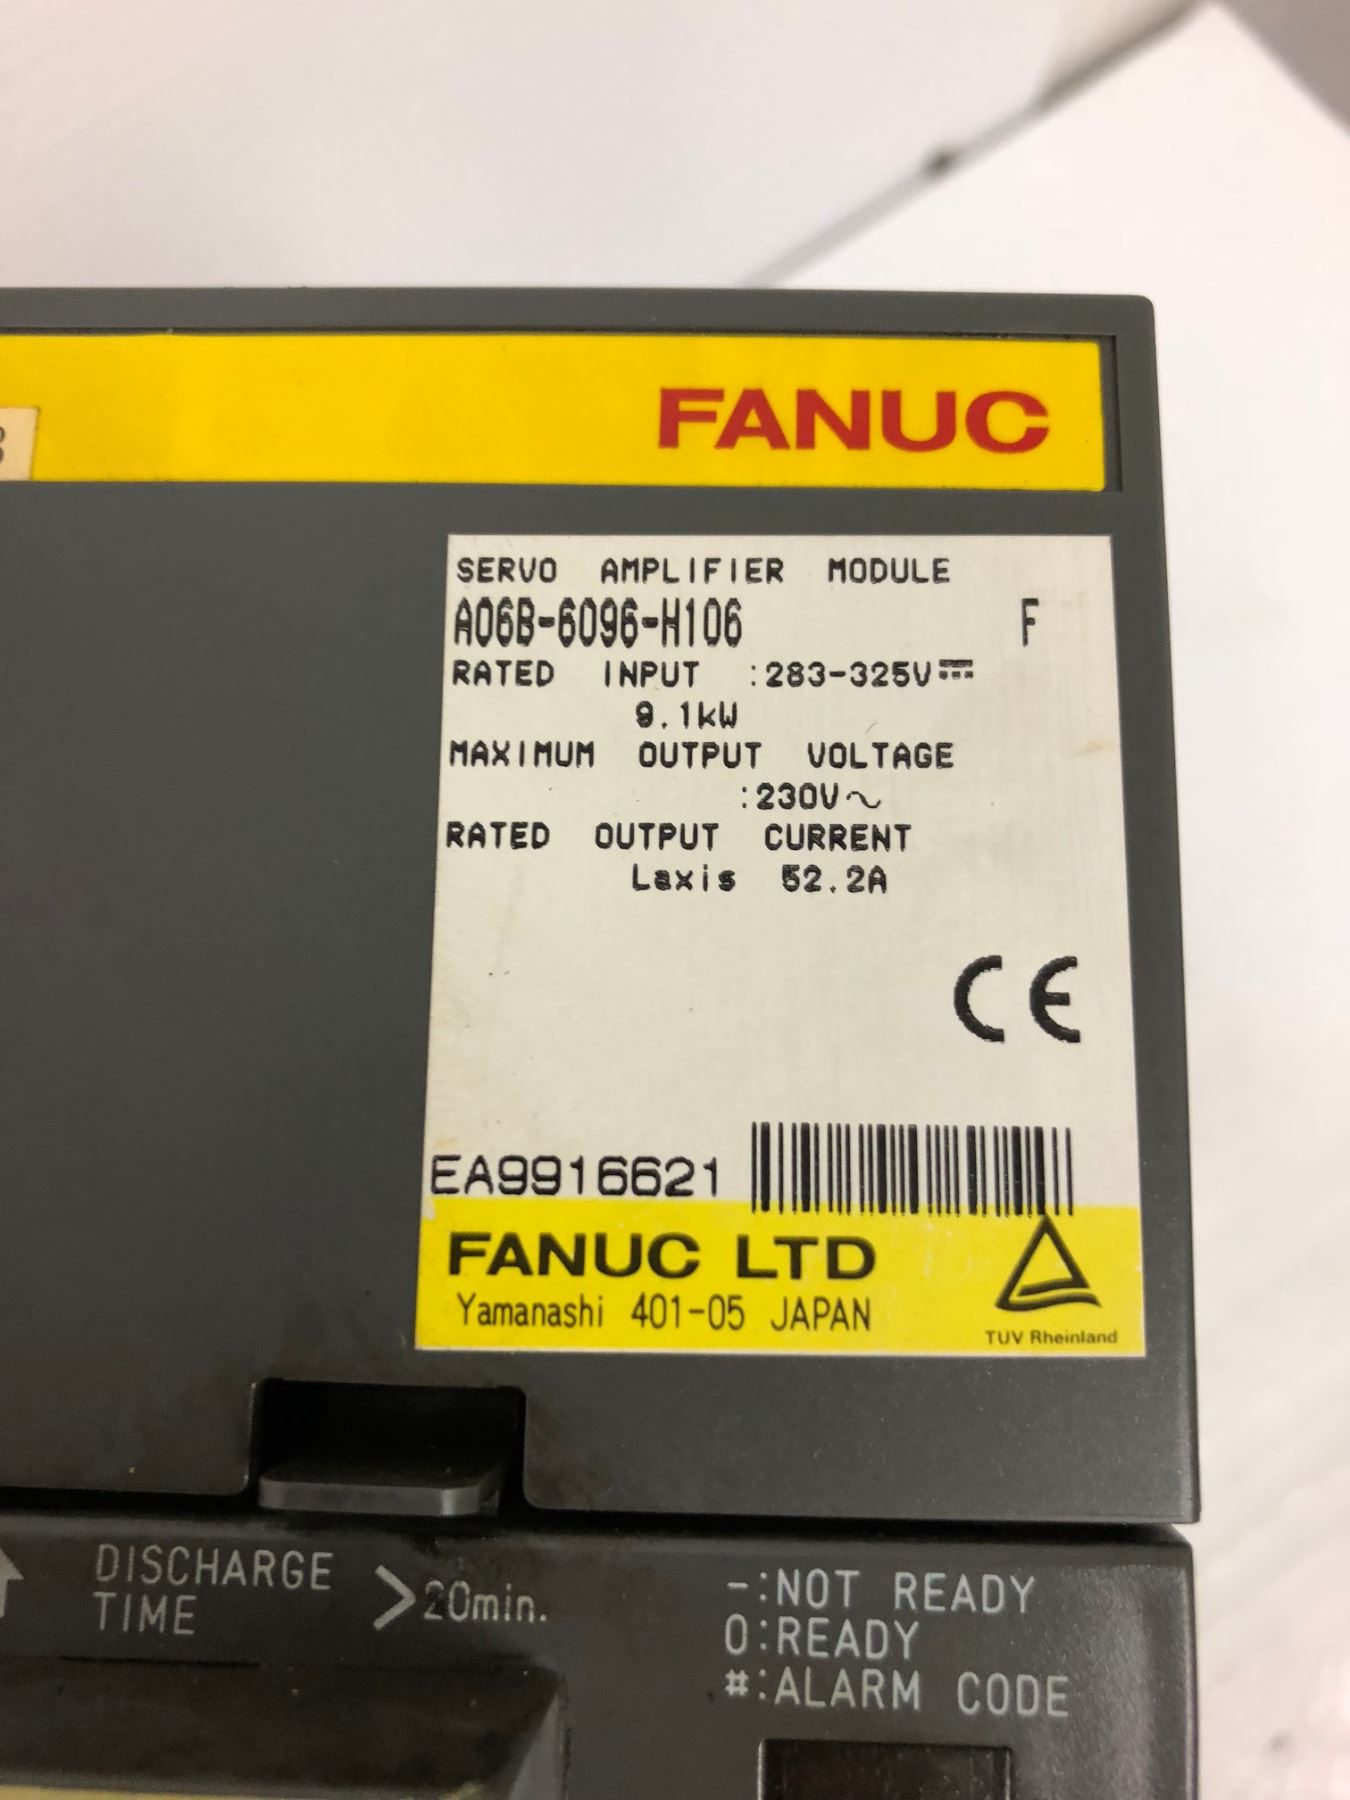 FANUC
SERVO AMPLIFIER MODULE
A06B-6096-H106 F
RATED INPUT :283-325V⎓
9.1kW
MAXIMUM OUTPUT VOLTAGE
:230V~
RATED OUTPUT CURRENT
Laxis 52.2A
CE
EA9916621
FANUC LTD
Yamanashi 401-05 JAPAN
TUV Rheinland
DISCHARGE TIME >20min.
-:NOT READY
0:READY
#:ALARM CODE